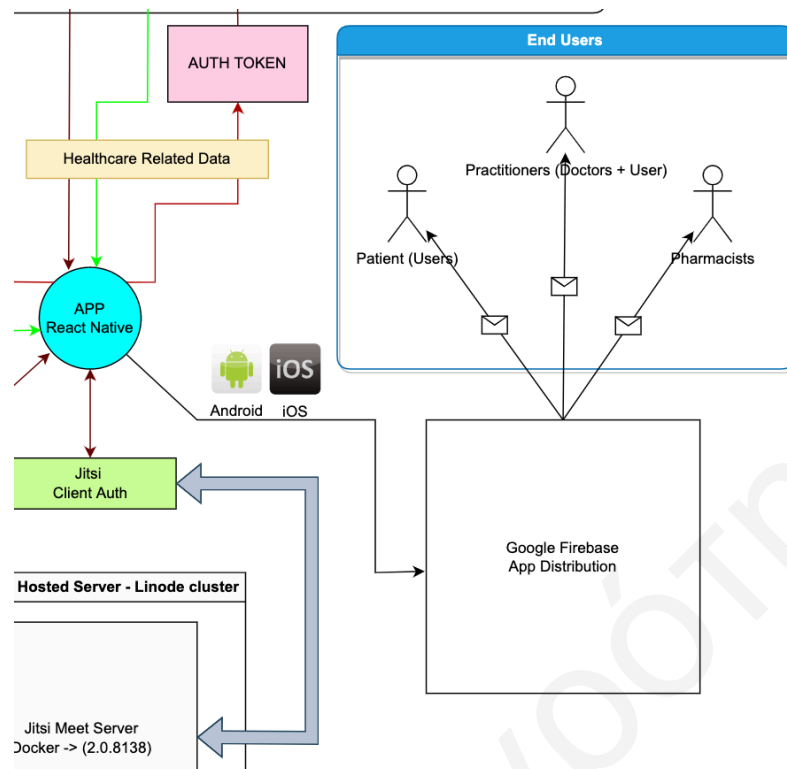 End Users
AUTH TOKEN
Healthcare Related Data
Practitioners (Doctors + User)
Patient (Users)
Pharmacists
APP
React Native
iOS
Android
iOS
Jitsi
Client Auth
Google Firebase
App Distribution
Hosted Server - Linode cluster
Jitsi Meet Server
Docker -> (2.0.8138)